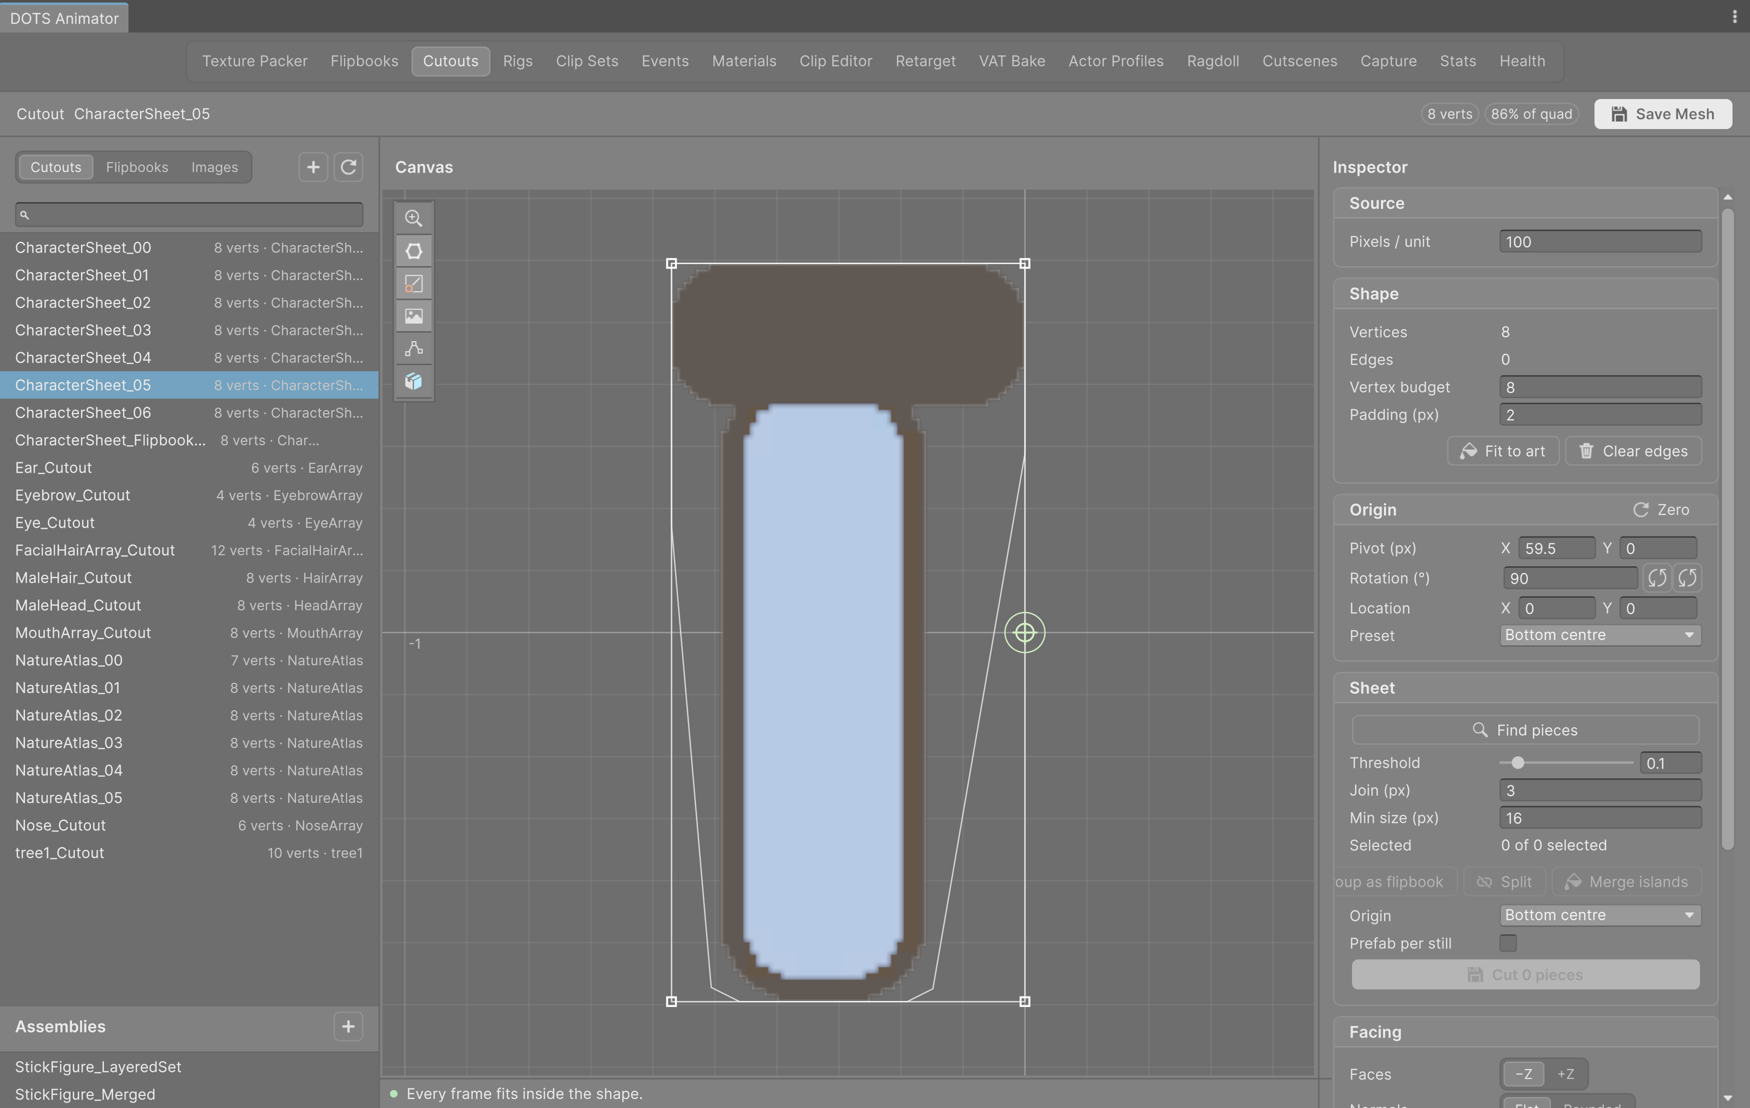 DOTS Animator
Texture Packer Flipbooks Cutouts Rigs Clip Sets Events Materials Clip Editor Retarget VAT Bake Actor Profiles Ragdoll Cutscenes Capture Stats Health
Cutout CharacterSheet_05 8 verts 86% of quad Save Mesh
Cutouts Flipbooks Images
CharacterSheet_00 8 verts · CharacterSh...
CharacterSheet_01 8 verts · CharacterSh...
CharacterSheet_02 8 verts · CharacterSh...
CharacterSheet_03 8 verts · CharacterSh...
CharacterSheet_04 8 verts · CharacterSh...
CharacterSheet_05 8 verts · CharacterSh...
CharacterSheet_06 8 verts · CharacterSh...
CharacterSheet_Flipbook... 8 verts · Char...
Ear_Cutout 6 verts · EarArray
Eyebrow_Cutout 4 verts · EyebrowArray
Eye_Cutout 4 verts · EyeArray
FacialHairArray_Cutout 12 verts · FacialHairAr...
MaleHair_Cutout 8 verts · HairArray
MaleHead_Cutout 8 verts · HeadArray
MouthArray_Cutout 8 verts · MouthArray
NatureAtlas_00 7 verts · NatureAtlas
NatureAtlas_01 8 verts · NatureAtlas
NatureAtlas_02 8 verts · NatureAtlas
NatureAtlas_03 8 verts · NatureAtlas
NatureAtlas_04 8 verts · NatureAtlas
NatureAtlas_05 8 verts · NatureAtlas
Nose_Cutout 6 verts · NoseArray
tree1_Cutout 10 verts · tree1
Assemblies
StickFigure_LayeredSet
StickFigure_Merged
Canvas
-1
Every frame fits inside the shape.
Inspector
Source
Pixels / unit 100
Shape
Vertices 8
Edges 0
Vertex budget 8
Padding (px) 2
Fit to art Clear edges
Origin Zero
Pivot (px) X 59.5 Y 0
Rotation (°) 90
Location X 0 Y 0
Preset Bottom centre
Sheet
Find pieces
Threshold 0.1
Join (px) 3
Min size (px) 16
Selected 0 of 0 selected
oup as flipbook Split Merge islands
Origin Bottom centre
Prefab per still
Cut 0 pieces
Facing
Faces −Z +Z